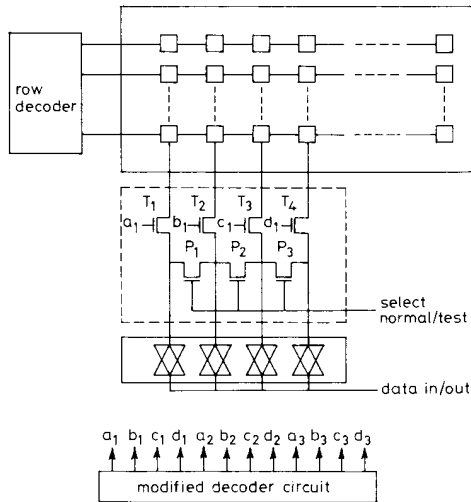 row
decoder
T1 T2 T3 T4
a1 b1 c1 d1
P1 P2 P3
select
normal/test
data in/out
a1 b1 c1 d1 a2 b2 c2 d2 a3 b3 c3 d3
modified decoder circuit